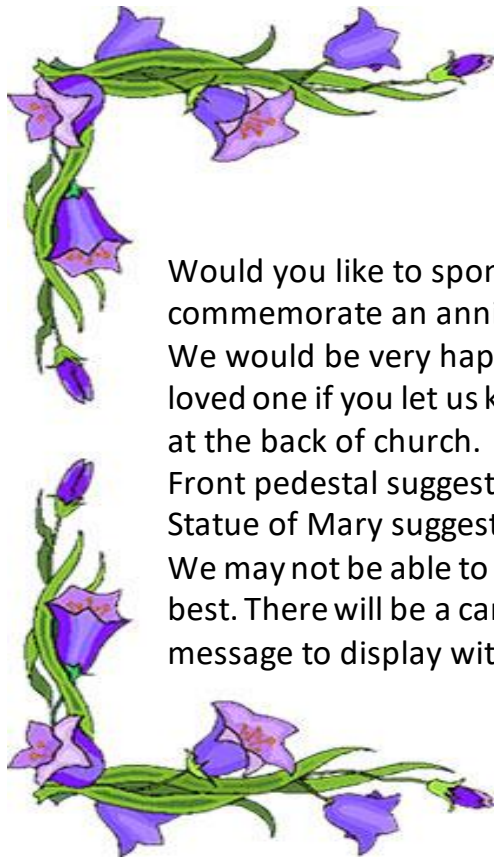 Would you like to spor
commemorate an anni
We would be very hap
loved one if you let us k
at the back of church.
Front pedestal suggest
Statue of Mary suggest
We may not be able to
best. There will be a car
message to display wit